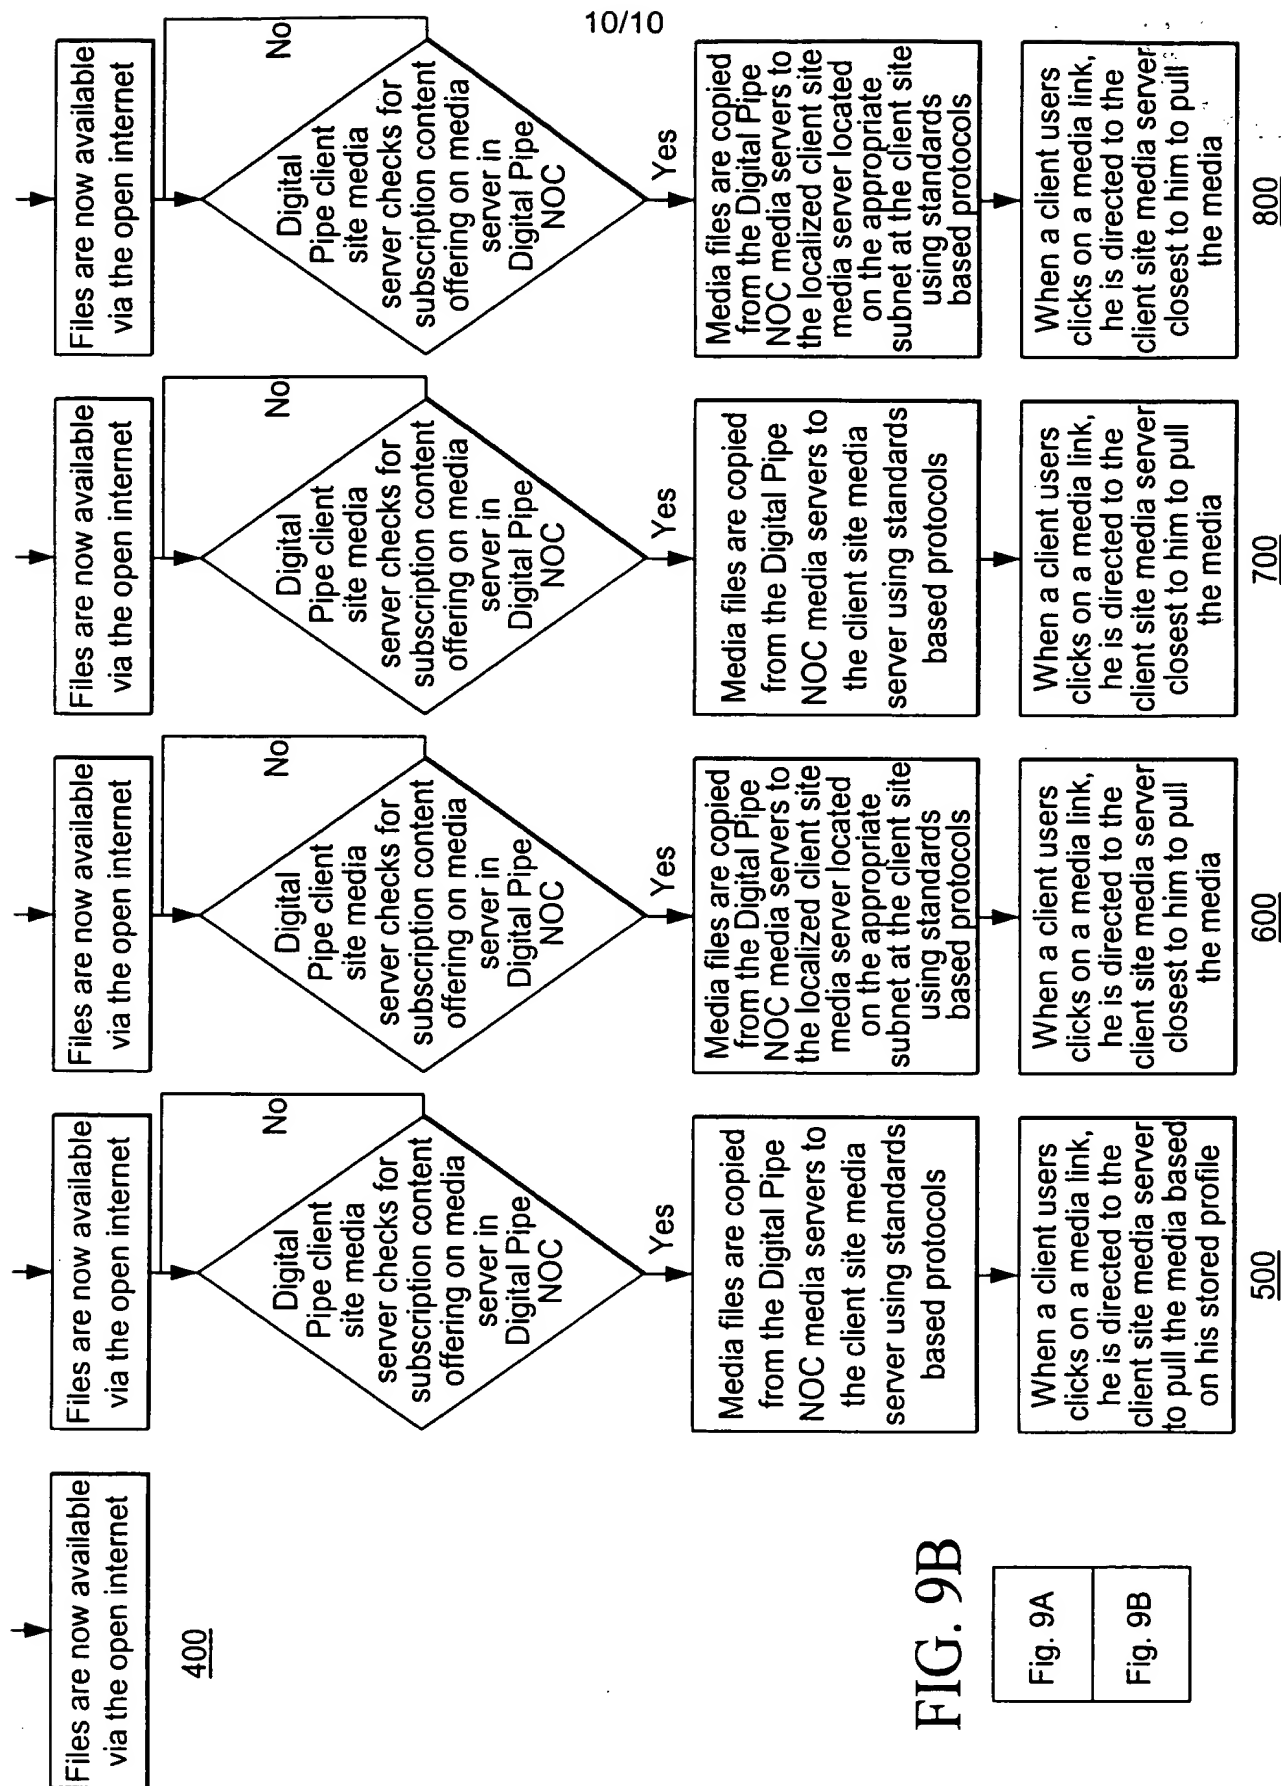 10/10
Files are now available
via the open internet
400
Files are now available
via the open internet
Digital
Pipe client
site media
server checks for
subscription content
offering on media
server in
Digital Pipe
NOC
No
Yes
Media files are copied
from the Digital Pipe
NOC media servers to
the client site media
server using standards
based protocols
When a client users
clicks on a media link,
he is directed to the
client site media server
to pull the media based
on his stored profile
500
Files are now available
via the open internet
Digital
Pipe client
site media
server checks for
subscription content
offering on media
server in
Digital Pipe
NOC
No
Yes
Media files are copied
from the Digital Pipe
NOC media servers to
the localized client site
media server located
on the appropriate
subnet at the client site
using standards
based protocols
When a client users
clicks on a media link,
he is directed to the
client site media server
closest to him to pull
the media
600
Files are now available
via the open internet
Digital
Pipe client
site media
server checks for
subscription content
offering on media
server in
Digital Pipe
NOC
No
Yes
Media files are copied
from the Digital Pipe
NOC media servers to
the client site media
server using standards
based protocols
When a client users
clicks on a media link,
he is directed to the
client site media server
closest to him to pull
the media
700
Files are now available
via the open internet
Digital
Pipe client
site media
server checks for
subscription content
offering on media
server in
Digital Pipe
NOC
No
Yes
Media files are copied
from the Digital Pipe
NOC media servers to
the localized client site
media server located
on the appropriate
subnet at the client site
using standards
based protocols
When a client users
clicks on a media link,
he is directed to the
client site media server
closest to him to pull
the media
800
FIG. 9B
Fig. 9A
Fig. 9B